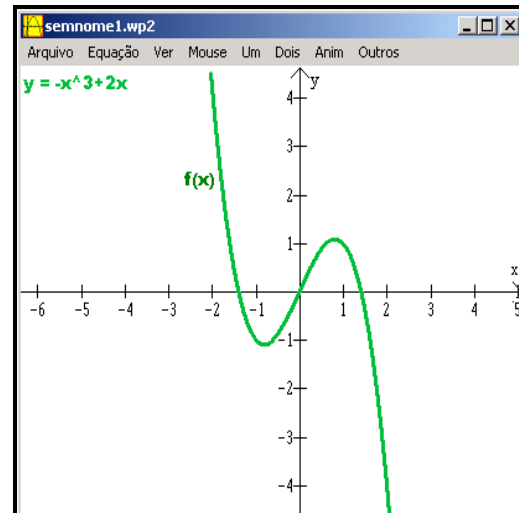 semnome1.wp2
Arquivo Equação Ver Mouse Um Dois Anim Outros
y = -x^3+2x
y
4
3
f(x)
2
1
x
-6 -5 -4 -3 -2 -1 1 2 3 4 5
-1
-2
-3
-4